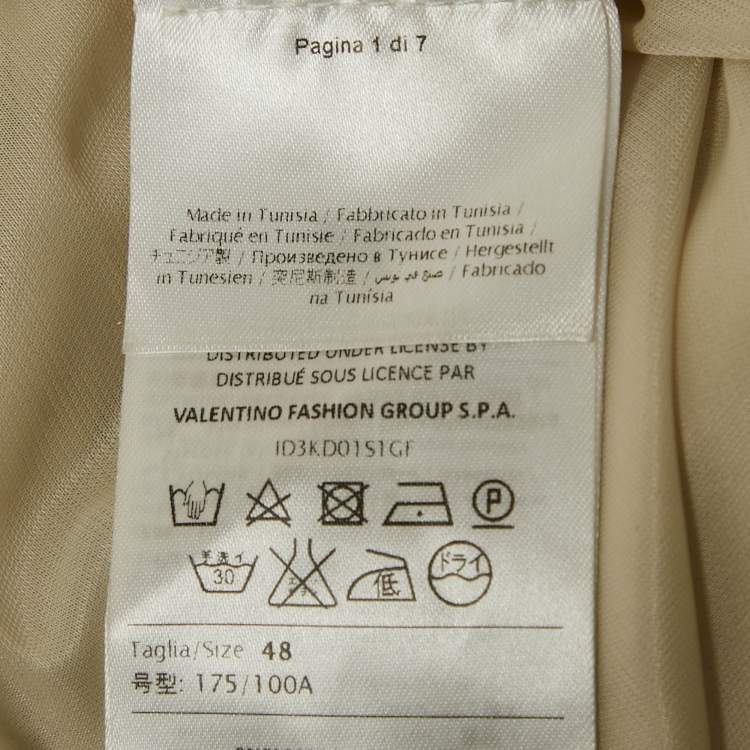 Pagina 1 di 7
Made in Tunisia / Fabbricato in Tunisia /
Fabriqué en Tunisie / Fabricado en Tunisia /
チュニジア製 / Произведено в Тунисе / Hergestellt
in Tunesien / 突尼斯制造 / صنع في تونس / Fabricado
na Tunísia
DISTRIBUTED UNDER LICENSE BY
DISTRIBUÉ SOUS LICENCE PAR
VALENTINO FASHION GROUP S.P.A.
ID3KD01S1GF
P
手洗イ 30 低 ドライ
Taglia/Size 48
号型: 175/100A